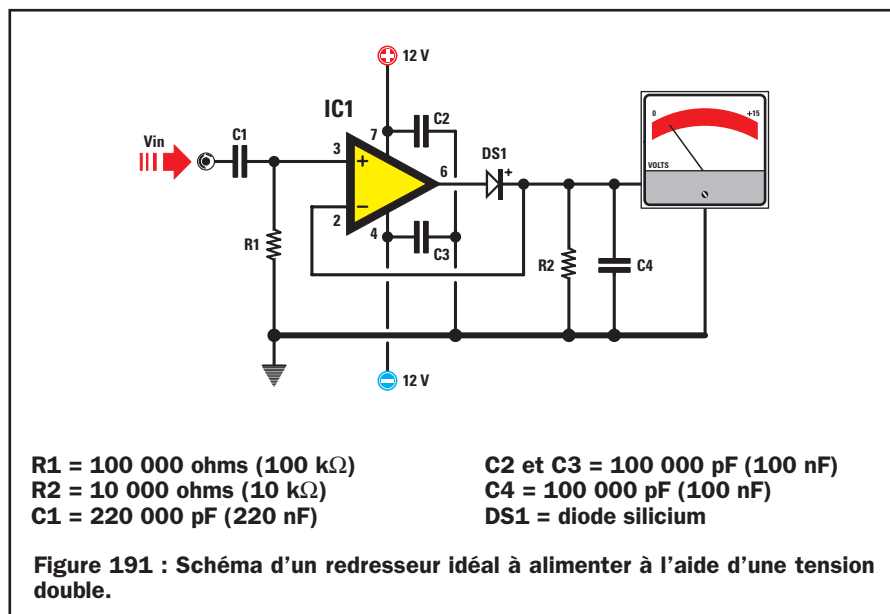 12 V
IC1
C2
7
Vin
C1
3
+
DS1
6
+
−
2
4
C3
R1
R2
C4
0
+15
VOLTS
12 V
R1 = 100 000 ohms (100 kΩ)
R2 = 10 000 ohms (10 kΩ)
C1 = 220 000 pF (220 nF)
C2 et C3 = 100 000 pF (100 nF)
C4 = 100 000 pF (100 nF)
DS1 = diode silicium
Figure 191 : Schéma d'un redresseur idéal à alimenter à l'aide d'une tension
double.